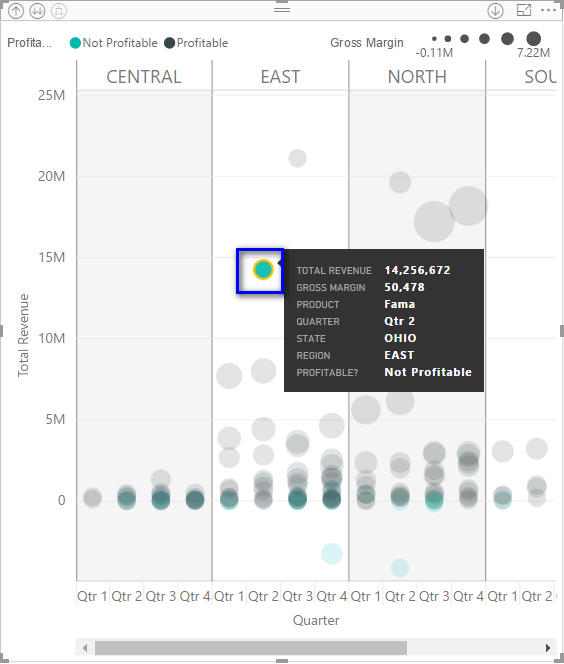 Profita... Not Profitable Profitable Gross Margin
-0.11M 7.22M
CENTRAL EAST NORTH SOU
25M
20M
15M
10M
5M
0
Total Revenue
TOTAL REVENUE 14,256,672
GROSS MARGIN 50,478
PRODUCT Fama
QUARTER Qtr 2
STATE OHIO
REGION EAST
PROFITABLE? Not Profitable
Qtr 1 Qtr 2 Qtr 3 Qtr 4 Qtr 1 Qtr 2 Qtr 3 Qtr 4 Qtr 1 Qtr 2 Qtr 3 Qtr 4 Qtr 1 Qtr 2
Quarter